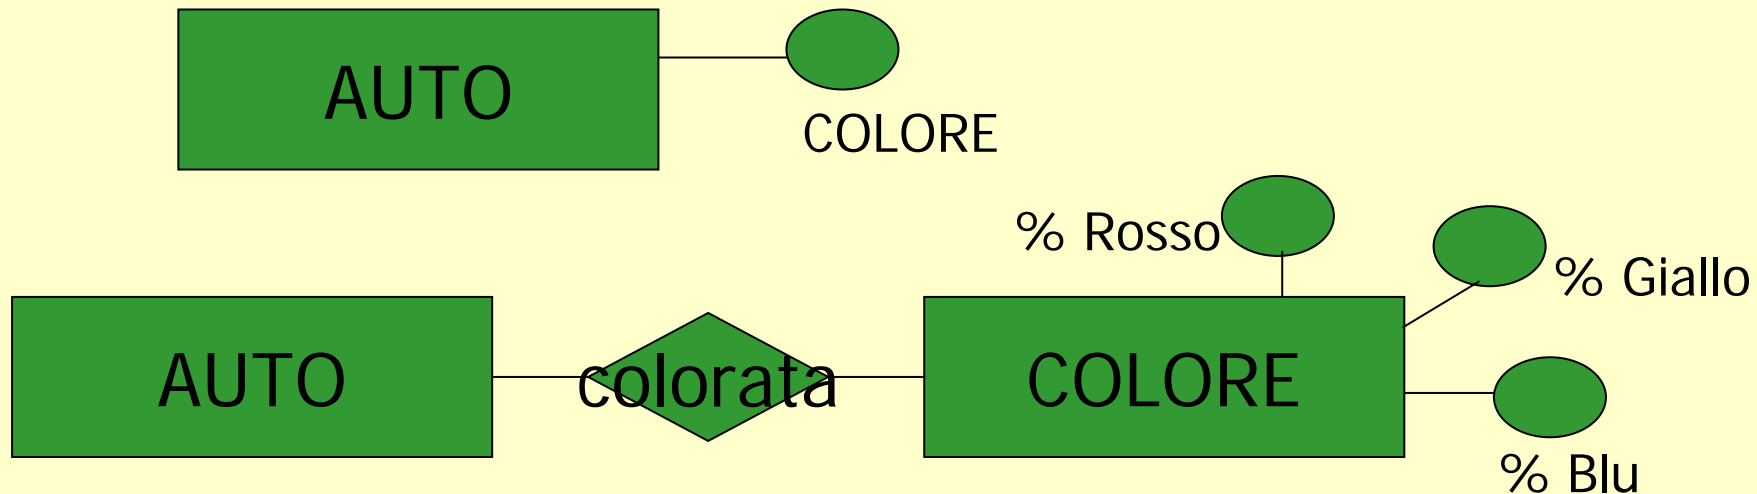 AUTO
COLORE
% Rosso
% Giallo
AUTO
colorata
COLORE
% Blu